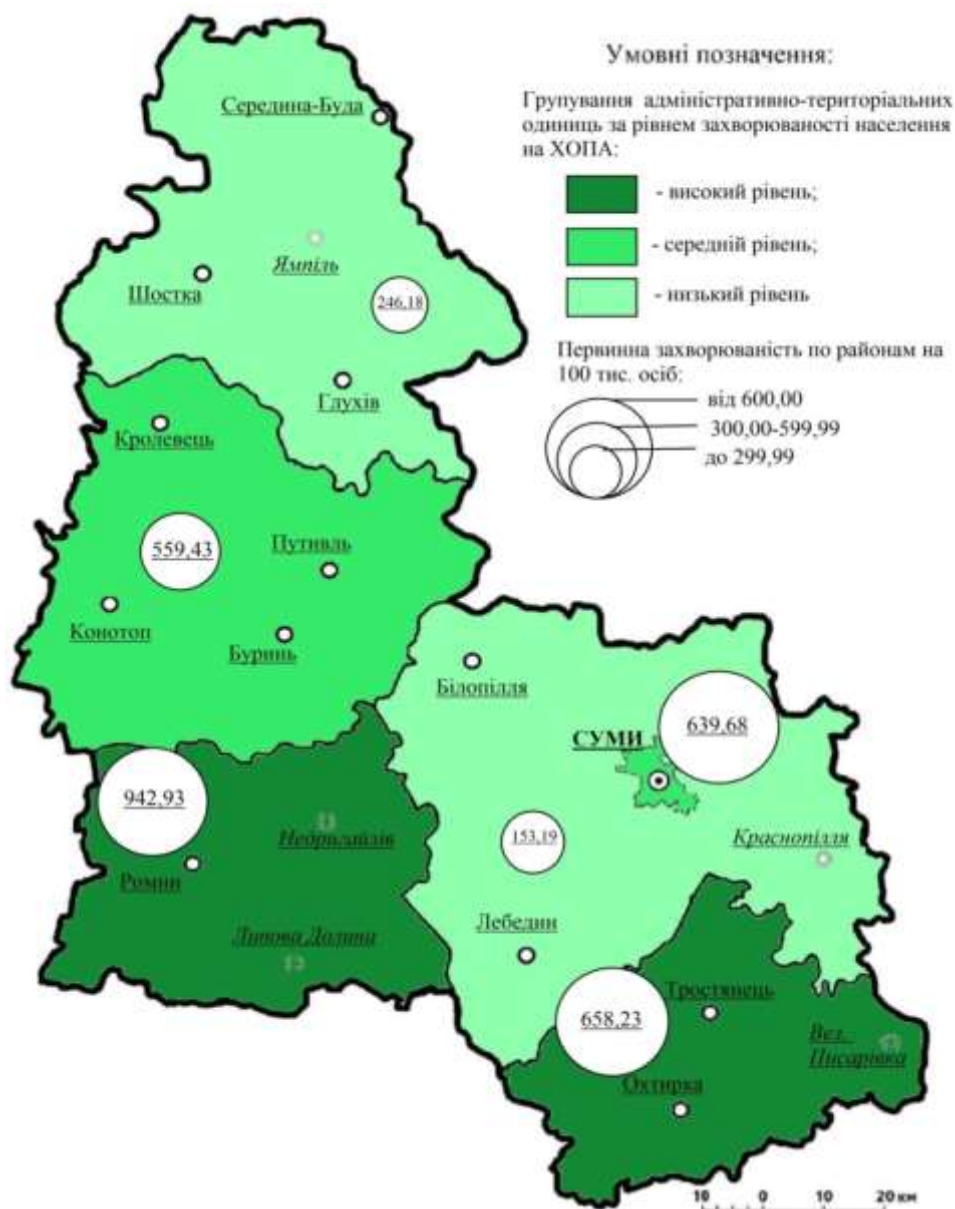 Умовні позначення:
Групування адміністративно-територіальних
одиниць за рівнем захворюваності населення
на ХОПА:
- високий рівень;
- середній рівень;
- низький рівень
Первинна захворюваність по районам на
100 тис. осіб:
від 600,00
300,00-599,99
до 299,99
Середина-Буда
Ямпіль
Шостка
246,18
Глухів
Кролевець
559,43
Путивль
Конотоп
Буринь
Білопілля
639,68
СУМИ
942,93
Недригайлів
153,19
Краснопілля
Ромни
Лебедин
Липова Долина
658,23
Тростянець
Вел.
Писарівка
Охтирка
10 0 10 20 км